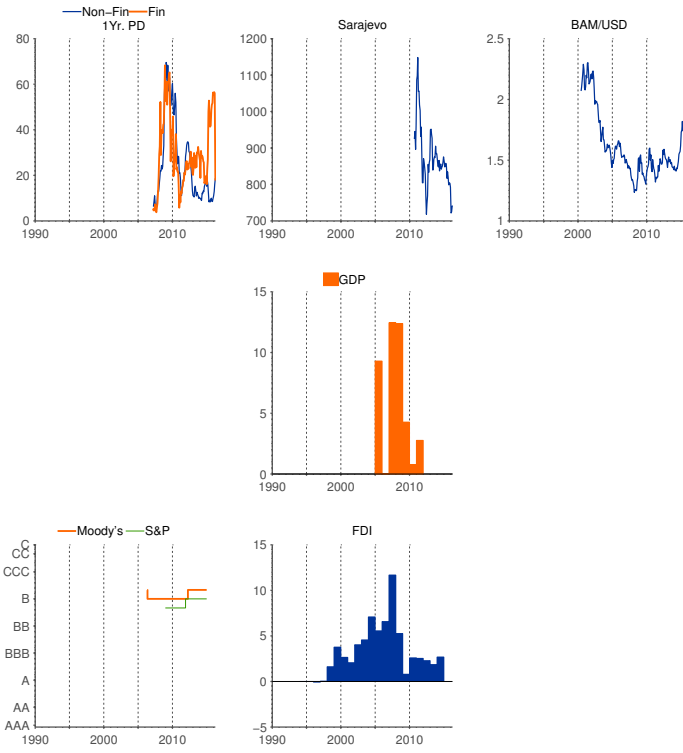 Non−Fin Fin
1Yr. PD
80
60
40
20
0
1990 2000 2010
Sarajevo
1200
1100
1000
900
800
700
1990 2000 2010
BAM/USD
2.5
2
1.5
1
1990 2000 2010
GDP
15
10
5
0
1990 2000 2010
Moody's S&P
C
CC
CCC
B
BB
BBB
A
AA
AAA
1990 2000 2010
FDI
15
10
5
0
−5
1990 2000 2010